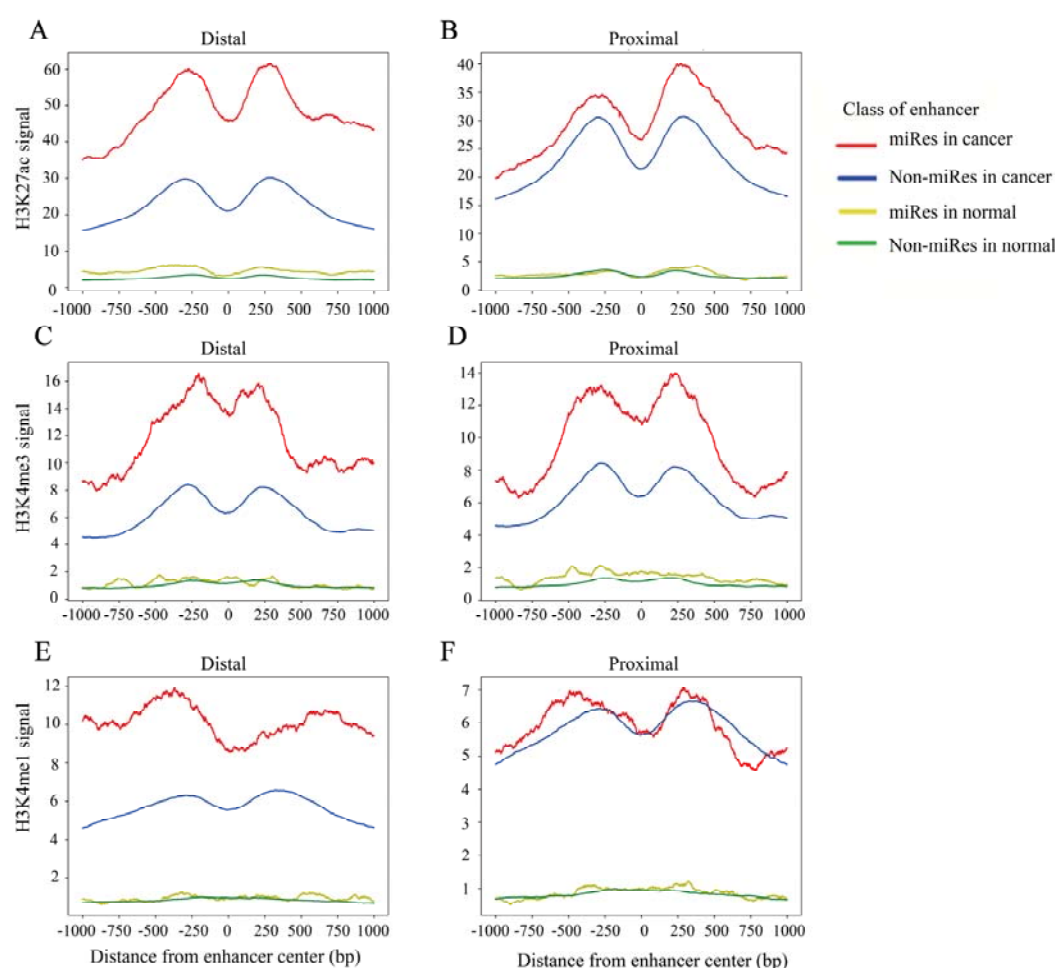 A
Distal
H3K27ac signal
60
40
30
20
10
0
-1000 -750 -500 -250 0 250 500 750 1000
B
Proximal
40
35
30
25
20
15
10
5
0
-1000 -750 -500 -250 0 250 500 750 1000
Class of enhancer
miRes in cancer
Non-miRes in cancer
miRes in normal
Non-miRes in normal
C
Distal
H3K4me3 signal
16
14
12
10
8
6
4
2
0
-1000 -750 -500 -250 0 250 500 750 1000
D
Proximal
14
12
10
8
6
4
2
0
-1000 -750 -500 -250 0 250 500 750 1000
E
Distal
H3K4me1 signal
12
10
8
6
4
2
-1000 -750 -500 -250 0 250 500 750 1000
Distance from enhancer center (bp)
F
Proximal
7
6
5
4
3
2
1
-1000 -750 -500 -250 0 250 500 750 1000
Distance from enhancer center (bp)